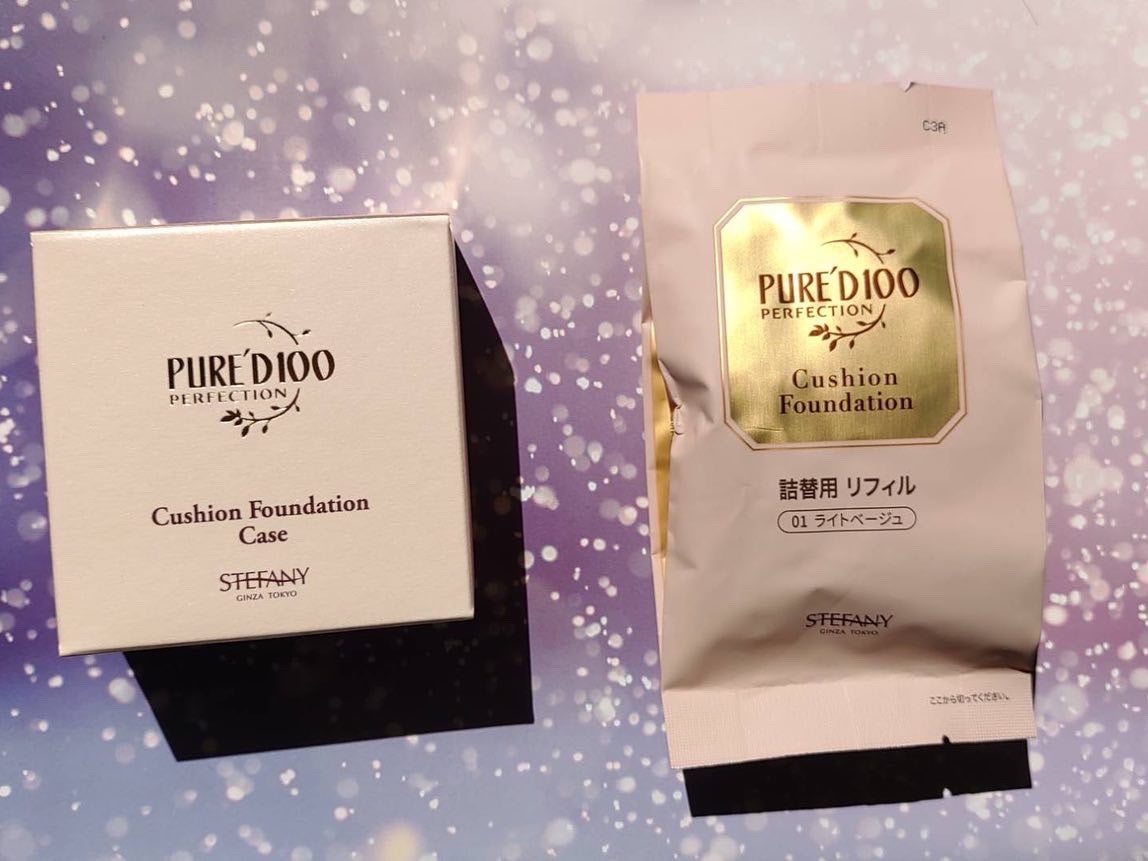 PURE'D 100
PERFECTION
Cushion Foundation
Case
STEFANY
GINZA TOKYO
C3A
PURE'D 100
PERFECTION
Cushion
Foundation
詰替用 リフィル
01 ライトベージュ
STEFANY
GINZA TOKYO
ここから切ってください。